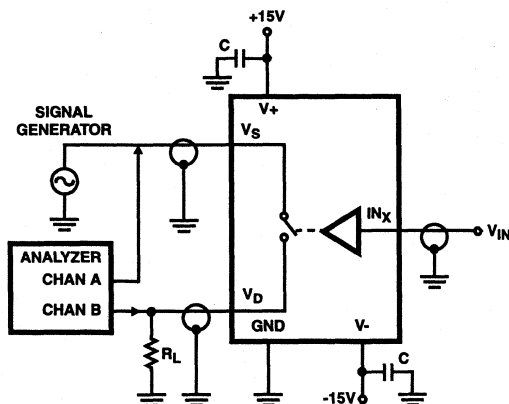 +15V
C
SIGNAL
GENERATOR
V+
VS
INX
VIN
ANALYZER
CHAN A
CHAN B
VD
GND
V-
RL
C
-15V